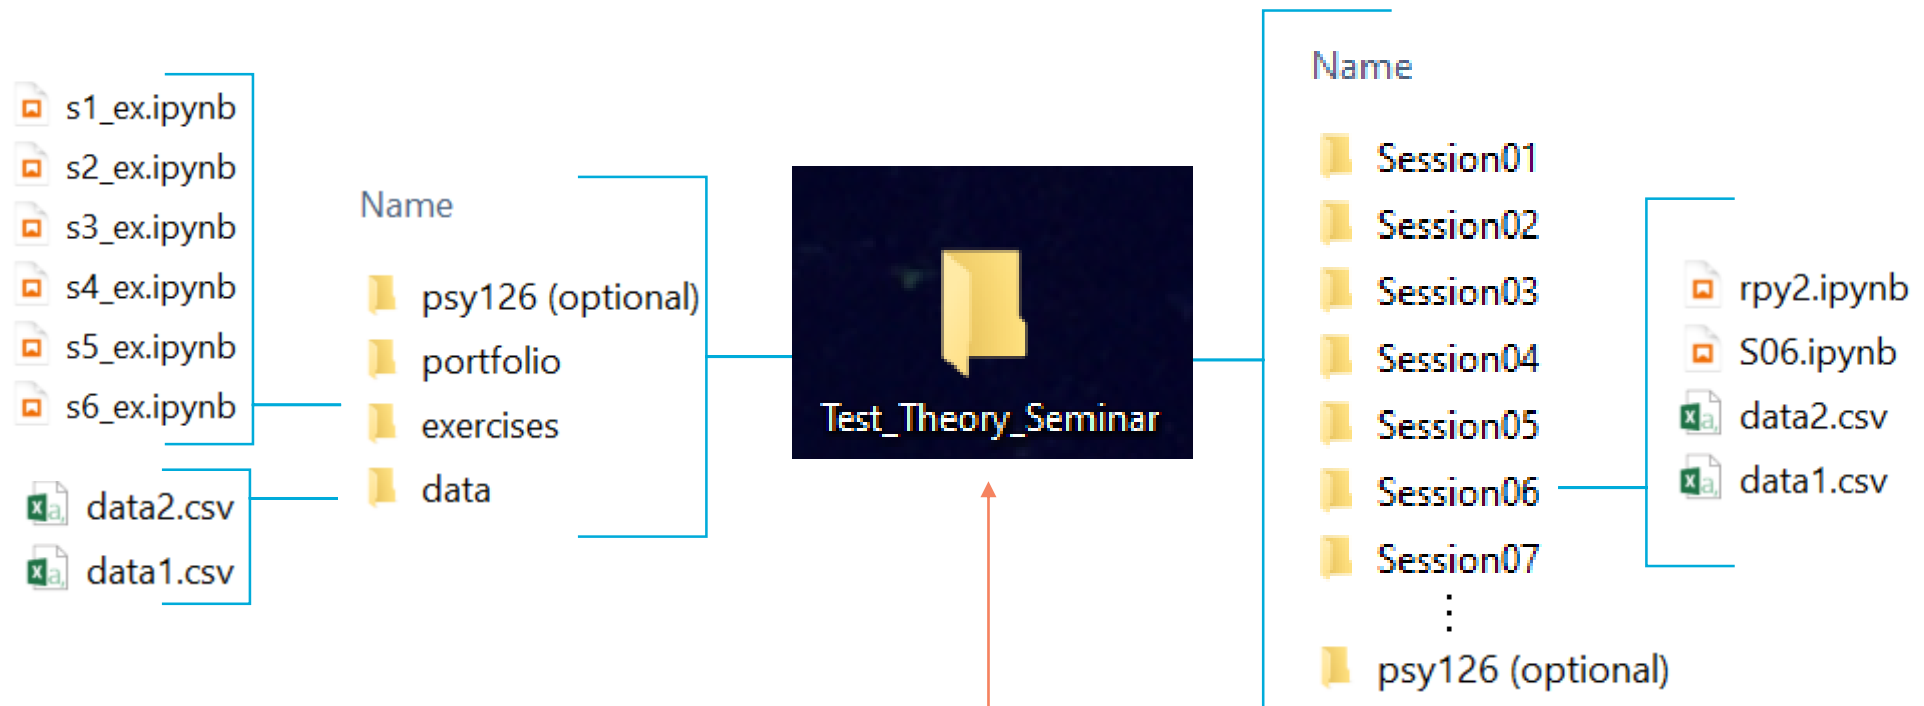 s1_ex.ipynb
s2_ex.ipynb
s3_ex.ipynb
s4_ex.ipynb
s5_ex.ipynb
s6_ex.ipynb
data2.csv
data1.csv
Name
psy126 (optional)
portfolio
exercises
data
Test_Theory_Seminar
Name
Session01
Session02
Session03
Session04
Session05
Session06
Session07
⋮
psy126 (optional)
rpy2.ipynb
S06.ipynb
data2.csv
data1.csv